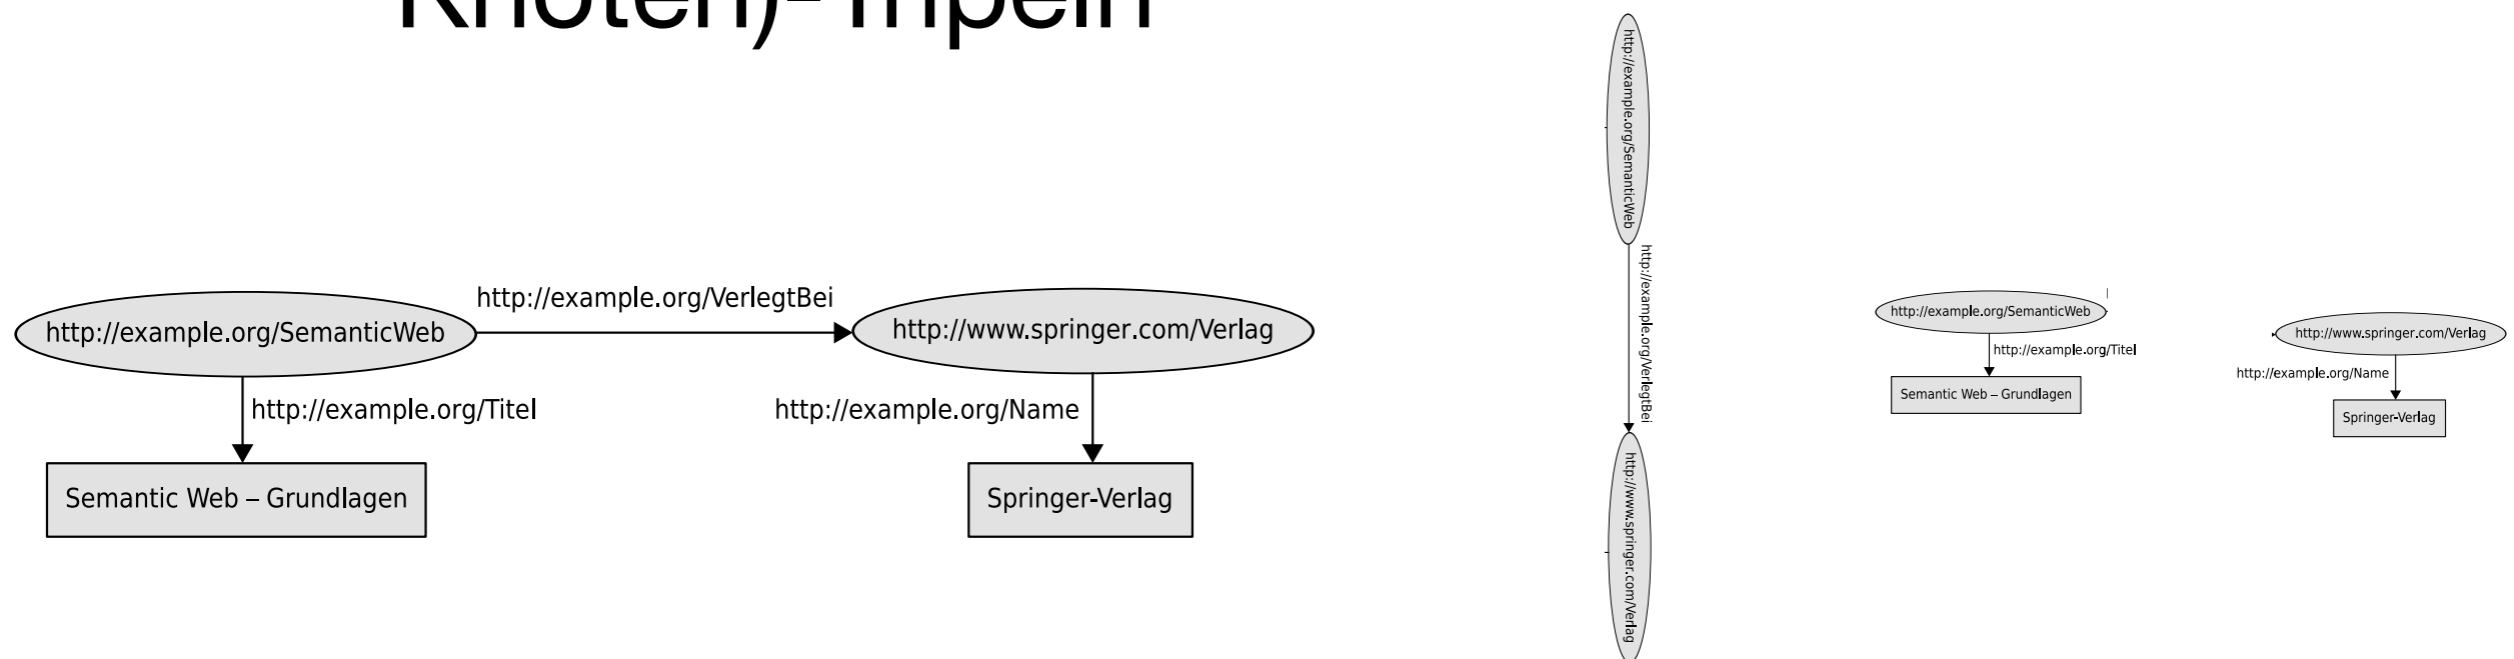 Knoten)-Tripeln
http://example.org/VerlegtBei
http://example.org/SemanticWeb
http://www.springer.com/Verlag
http://example.org/Titel
http://example.org/Name
Semantic Web – Grundlagen
Springer-Verlag
http://example.org/SemanticWeb
http://example.org/VerlegtBei
http://www.springer.com/Verlag
http://example.org/SemanticWeb
http://example.org/Titel
Semantic Web – Grundlagen
http://www.springer.com/Verlag
http://example.org/Name
Springer-Verlag